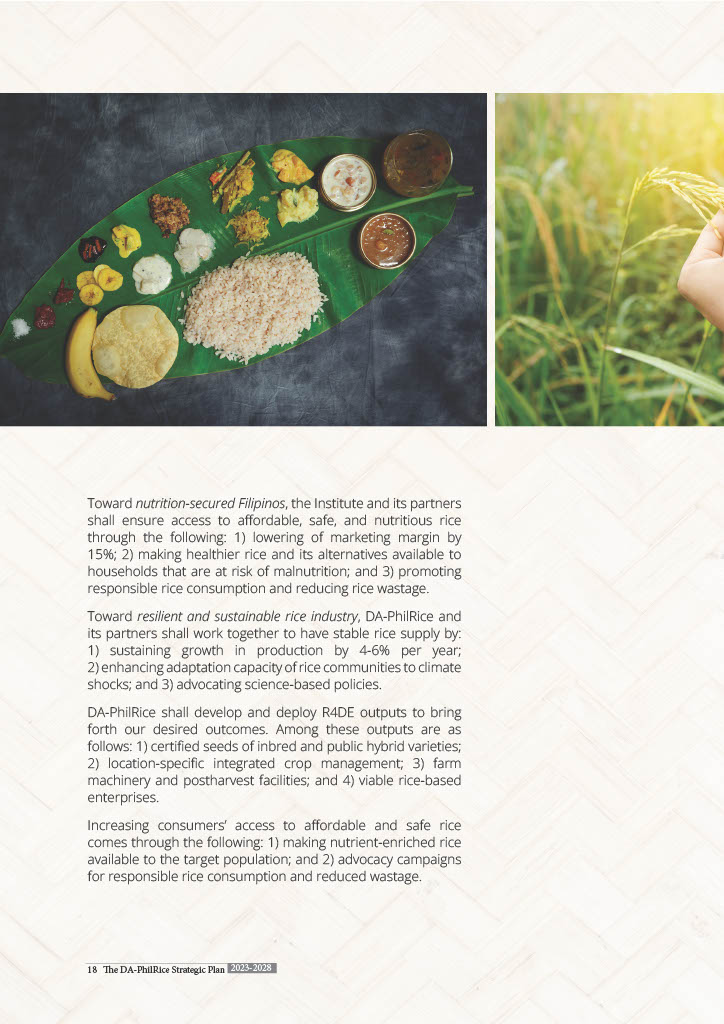 Toward nutrition-secured Filipinos, the Institute and its partners
shall ensure access to affordable, safe, and nutritious rice
through the following: 1) lowering of marketing margin by
15%; 2) making healthier rice and its alternatives available to
households that are at risk of malnutrition; and 3) promoting
responsible rice consumption and reducing rice wastage.
Toward resilient and sustainable rice industry, DA-PhilRice and
its partners shall work together to have stable rice supply by:
1) sustaining growth in production by 4-6% per year;
2) enhancing adaptation capacity of rice communities to climate
shocks; and 3) advocating science-based policies.
DA-PhilRice shall develop and deploy R4DE outputs to bring
forth our desired outcomes. Among these outputs are as
follows: 1) certified seeds of inbred and public hybrid varieties;
2) location-specific integrated crop management; 3) farm
machinery and postharvest facilities; and 4) viable rice-based
enterprises.
Increasing consumers' access to affordable and safe rice
comes through the following: 1) making nutrient-enriched rice
available to the target population; and 2) advocacy campaigns
for responsible rice consumption and reduced wastage.
18 The DA-PhilRice Strategic Plan 2023-2028